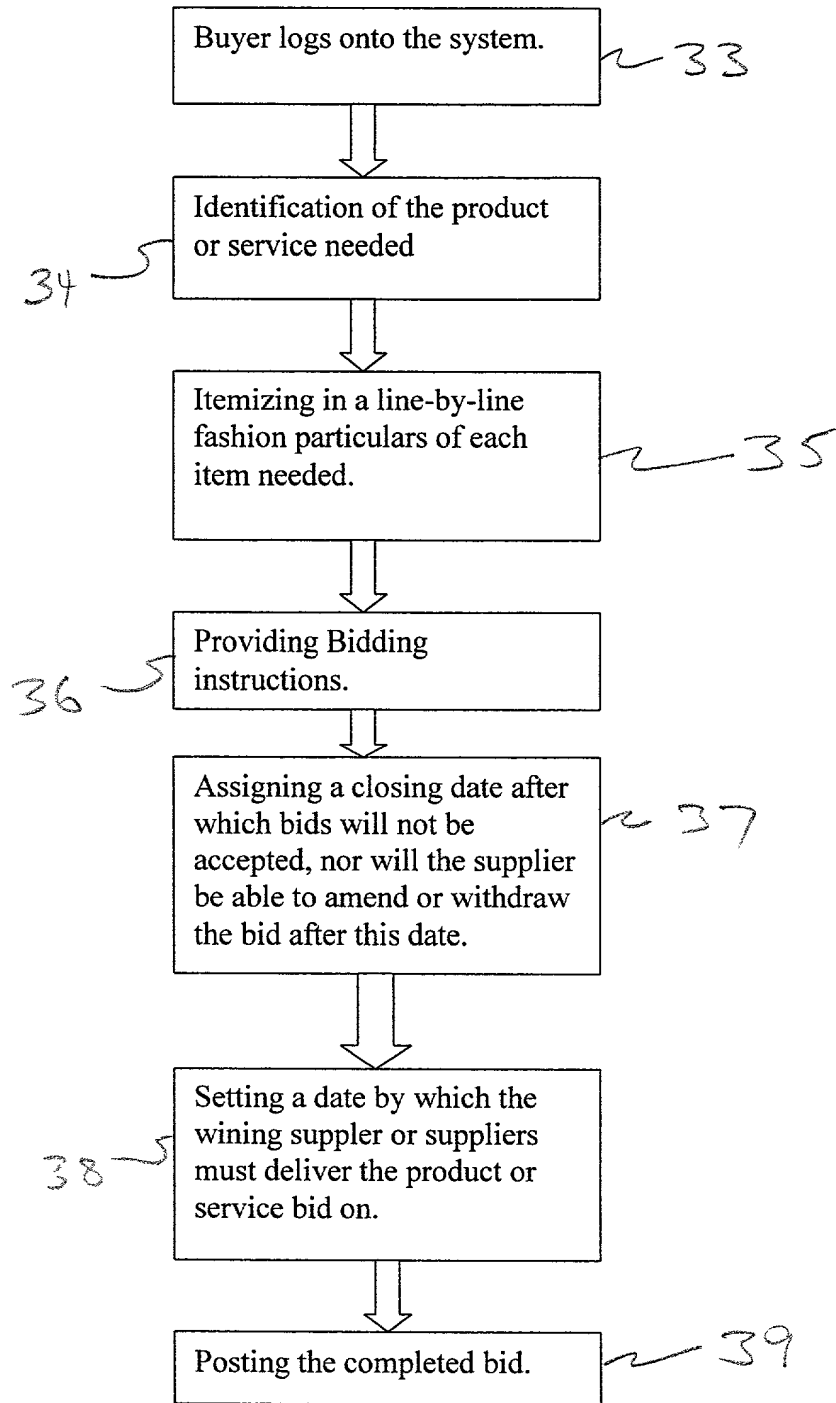 Buyer logs onto the system.
33
Identification of the product
or service needed
34
Itemizing in a line-by-line
fashion particulars of each
item needed.
35
Providing Bidding
instructions.
36
Assigning a closing date after
which bids will not be
accepted, nor will the supplier
be able to amend or withdraw
the bid after this date.
37
Setting a date by which the
wining suppler or suppliers
must deliver the product or
service bid on.
38
Posting the completed bid.
39